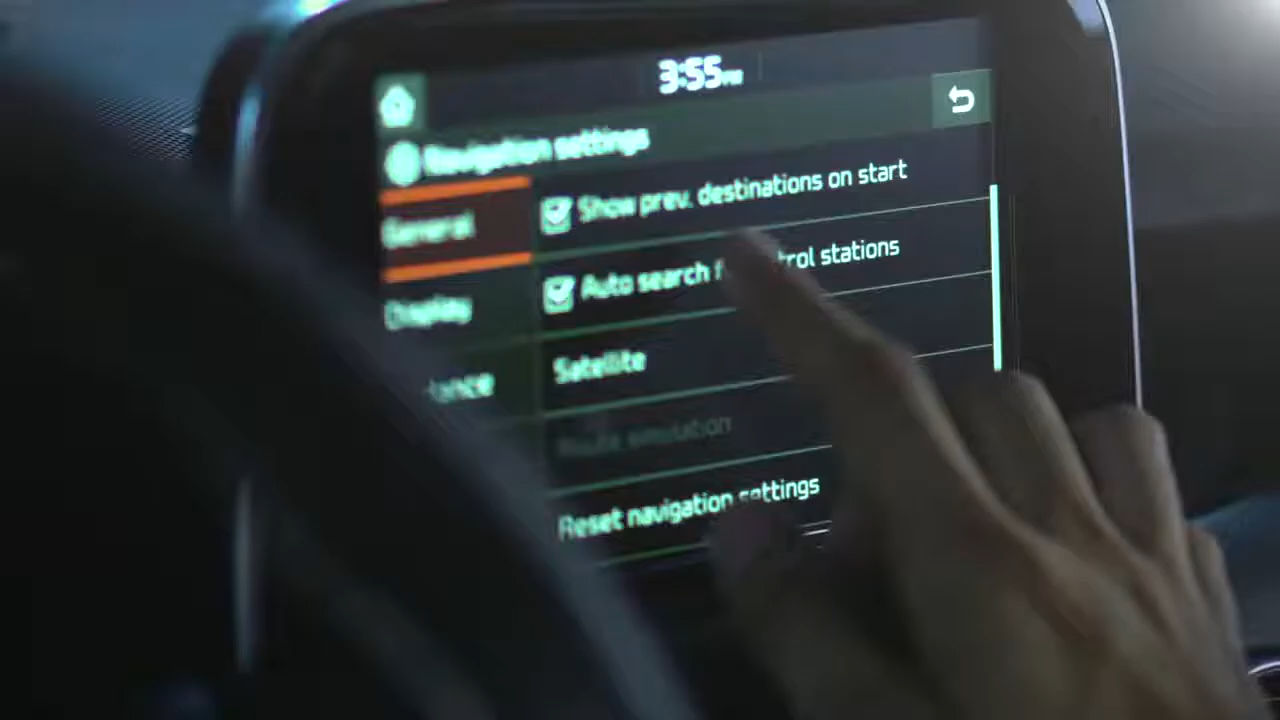 3:55 PM
Navigation settings
General
Show prev. destinations on start
Auto search trol stations
Display
Satellite
Route simulation
Reset navigation settings